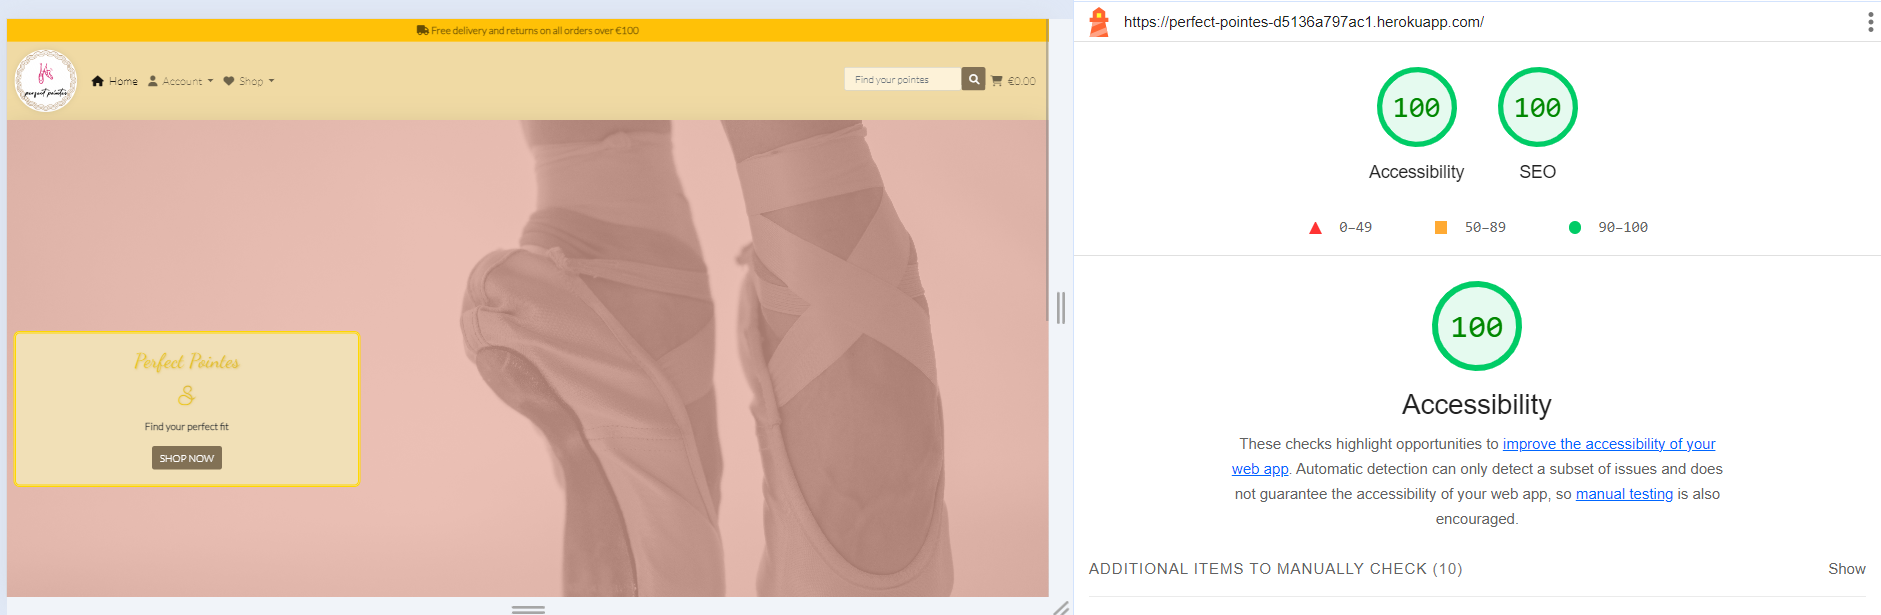 Free delivery and returns on all orders over €100
perfect pointes
Home Account Shop
Find your pointes
€0.00
Perfect Pointes
Find your perfect fit
SHOP NOW
https://perfect-pointes-d5136a797ac1.herokuapp.com/
100 100
Accessibility SEO
0–49 50–89 90–100
100
Accessibility
These checks highlight opportunities to improve the accessibility of your
web app. Automatic detection can only detect a subset of issues and does
not guarantee the accessibility of your web app, so manual testing is also
encouraged.
ADDITIONAL ITEMS TO MANUALLY CHECK (10) Show